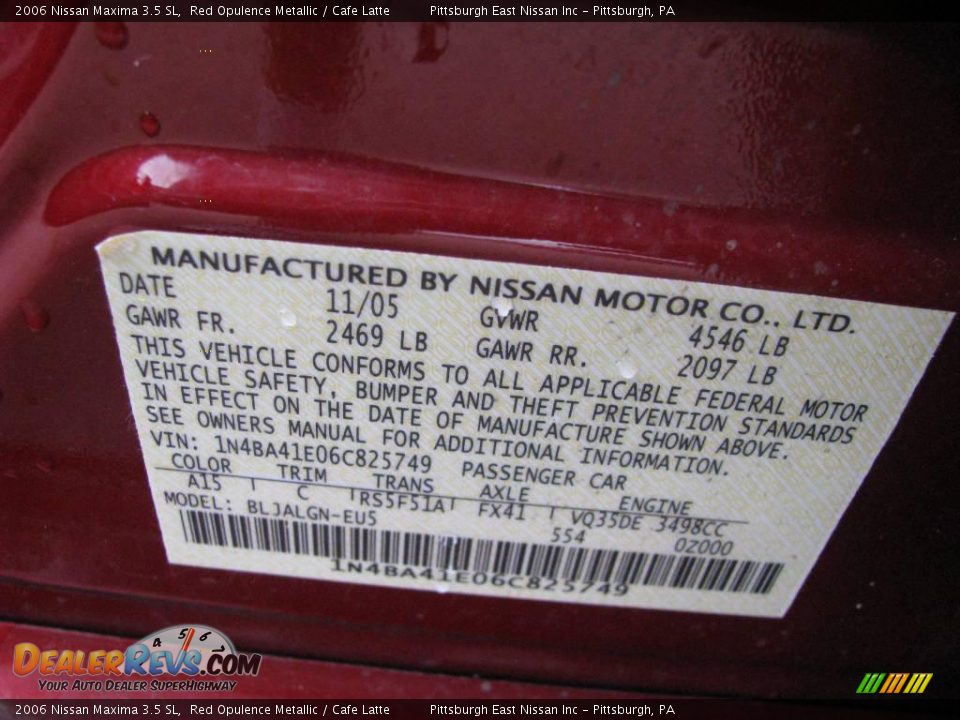 2006 Nissan Maxima 3.5 SL,  Red Opulence Metallic / Cafe Latte          Pittsburgh East Nissan Inc - Pittsburgh, PA
MANUFACTURED BY NISSAN MOTOR CO., LTD.
DATE 11/05 GVWR 4546 LB
GAWR FR. 2469 LB GAWR RR. 2097 LB
THIS VEHICLE CONFORMS TO ALL APPLICABLE FEDERAL MOTOR
VEHICLE SAFETY, BUMPER AND THEFT PREVENTION STANDARDS
IN EFFECT ON THE DATE OF MANUFACTURE SHOWN ABOVE.
SEE OWNERS MANUAL FOR ADDITIONAL INFORMATION.
VIN: 1N4BA41E06C825749 PASSENGER CAR
COLOR TRIM TRANS AXLE ENGINE
A15 C RS5F51A FX41 VQ35DE 3498CC
MODEL: BLJALGN-EU5 554 0Z000
1N4BA41E06C825749
4 5 6
DEALERREVS.COM
YOUR AUTO DEALER SUPERHIGHWAY
2006 Nissan Maxima 3.5 SL,  Red Opulence Metallic / Cafe Latte          Pittsburgh East Nissan Inc - Pittsburgh, PA